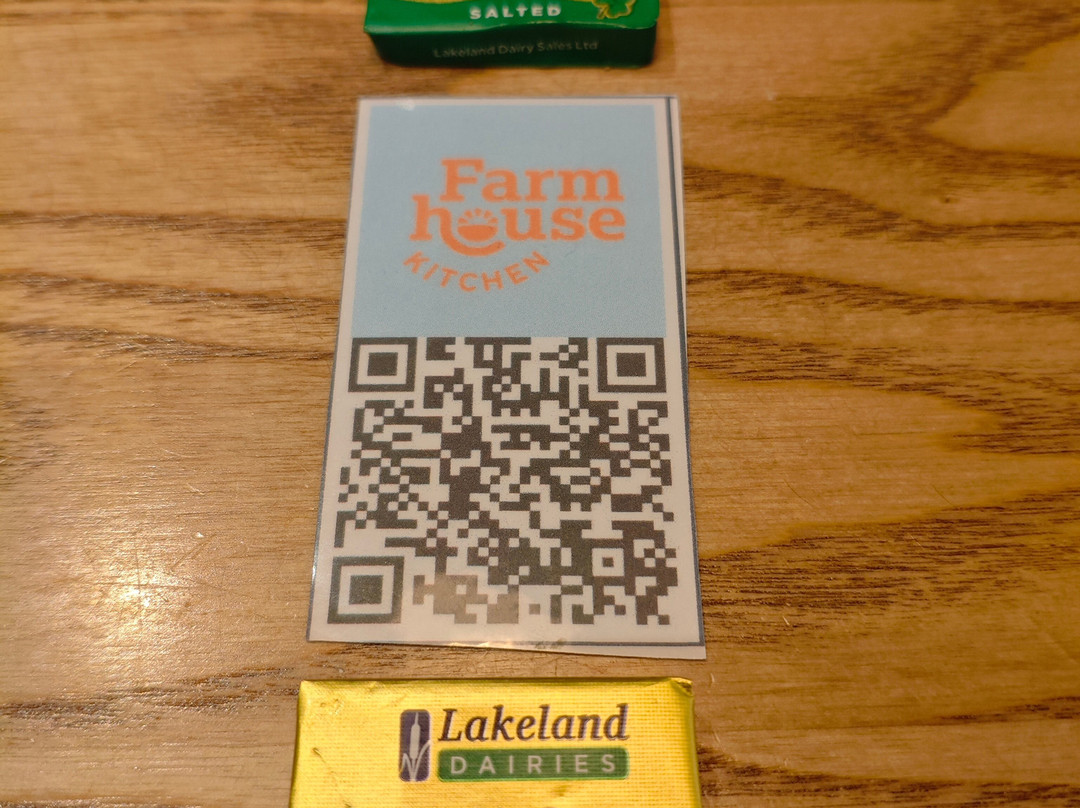 SALTED
Lakeland Dairy Sales Ltd
Farm
house
KITCHEN
Lakeland
DAIRIES